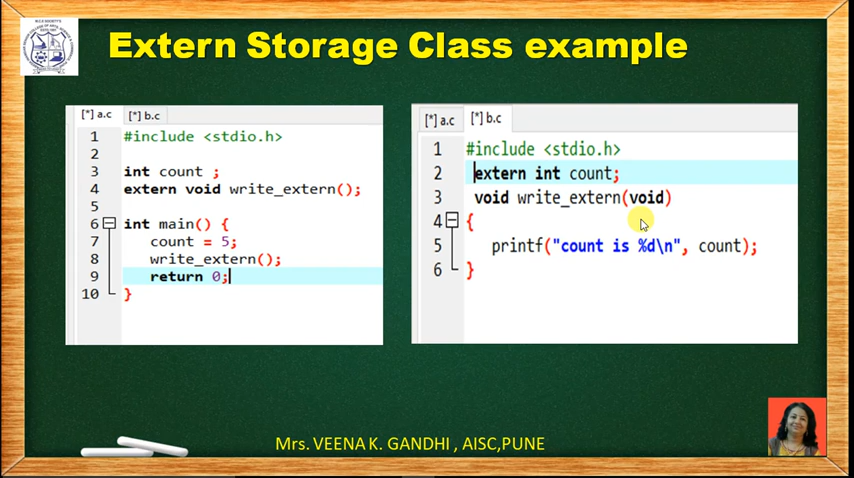 Extern Storage Class example
[*] a.c [*] b.c
1 #include <stdio.h>
2
3 int count ;
4 extern void write_extern();
5
6 int main() {
7 count = 5;
8 write_extern();
9 return 0;
10 }
[*] a.c [*] b.c
1 #include <stdio.h>
2 extern int count;
3 void write_extern(void)
4 {
5 printf("count is %d\n", count);
6 }
Mrs. VEENA K. GANDHI , AISC,PUNE